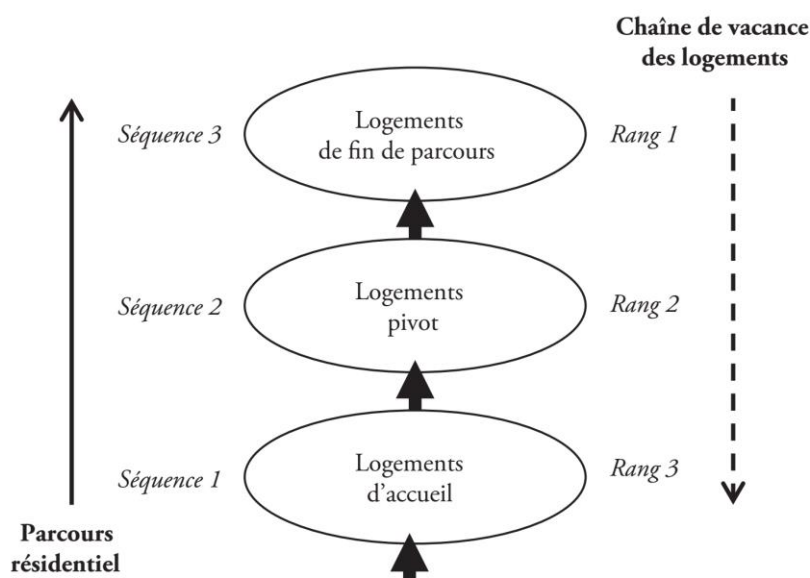 Chaîne de vacance
des logements
Séquence 3
Logements
de fin de parcours
Rang 1
Séquence 2
Logements
pivot
Rang 2
Séquence 1
Logements
d'accueil
Rang 3
Parcours
résidentiel